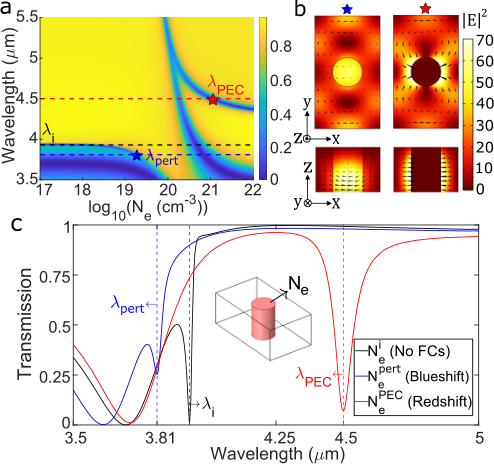 a
5.5
5
4.5
4
3.5
Wavelength (μm)
λPEC
λi
λpert
17 18 19 20 21 22
log10(Ne (cm-3))
0.8
0.6
0.4
0.2
0
b
|E|2
70
60
50
40
30
20
10
0
y
z x
z
y x
c
1
0.75
0.5
0.25
0
Transmission
λpert
λi
λPEC
Ne
Nei (No FCs)
Nepert (Blueshift)
NePEC (Redshift)
3.5 3.81 4.25 4.5 5
Wavelength (μm)